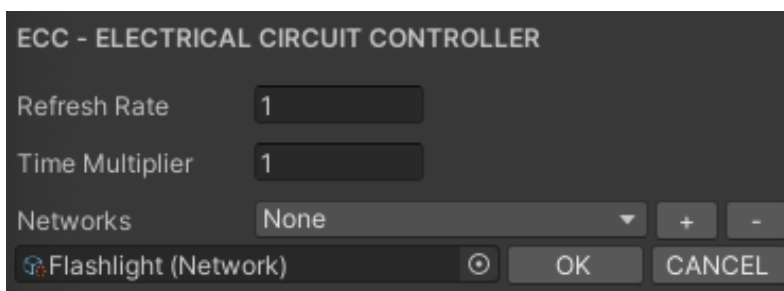 ECC - ELECTRICAL CIRCUIT CONTROLLER
Refresh Rate 1
Time Multiplier 1
Networks None + -
Flashlight (Network) OK CANCEL